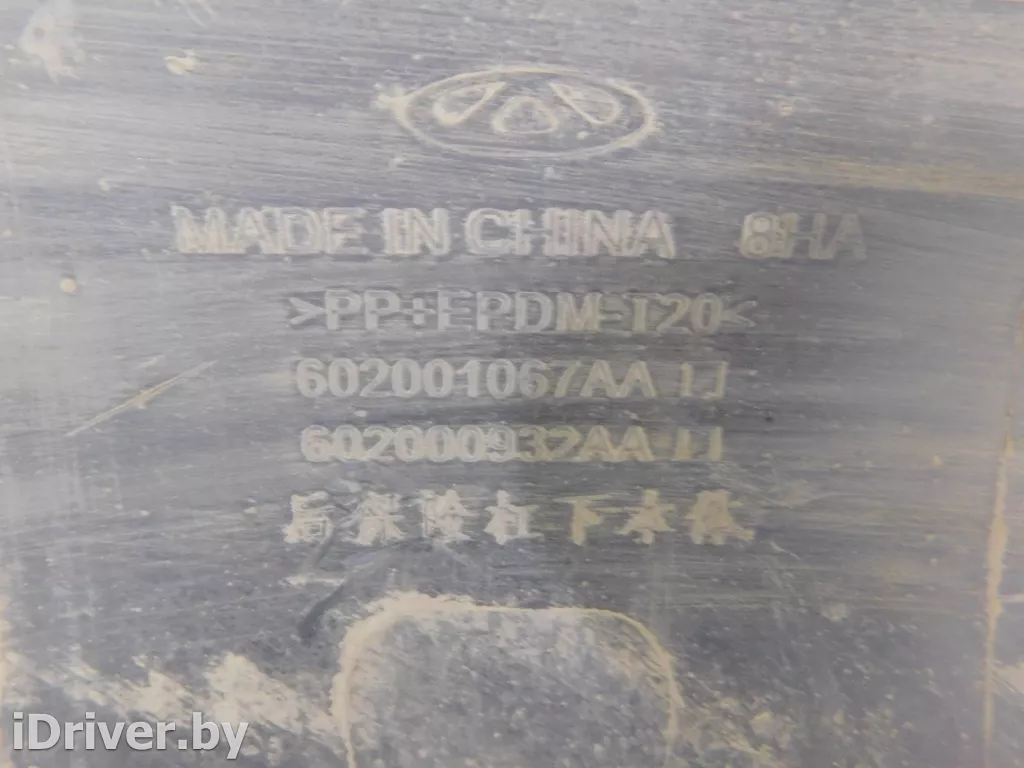 MADE IN CHINA 8HA
>PP+EPDM-T20<
602001067AA
602000932AA
后保险杠下本体
iDriver.by